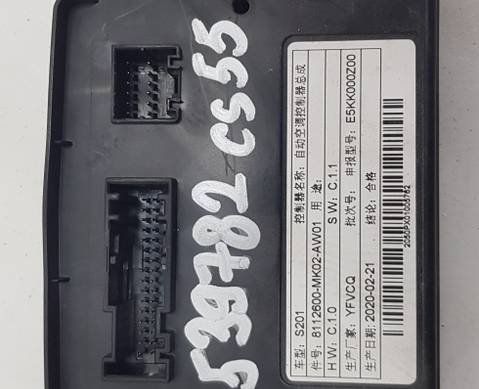 539782 CS55
车型: S201 控制器名称: 自动空调控制器总成
件号: 8112600-MK02-AW01 用 途:
H W: C.1.0 S W: C.1.1
生产厂家: YFVCQ 批次号: 申报型号: E5KK000Z00
生产日期: 2020-02-21 结论: 合格